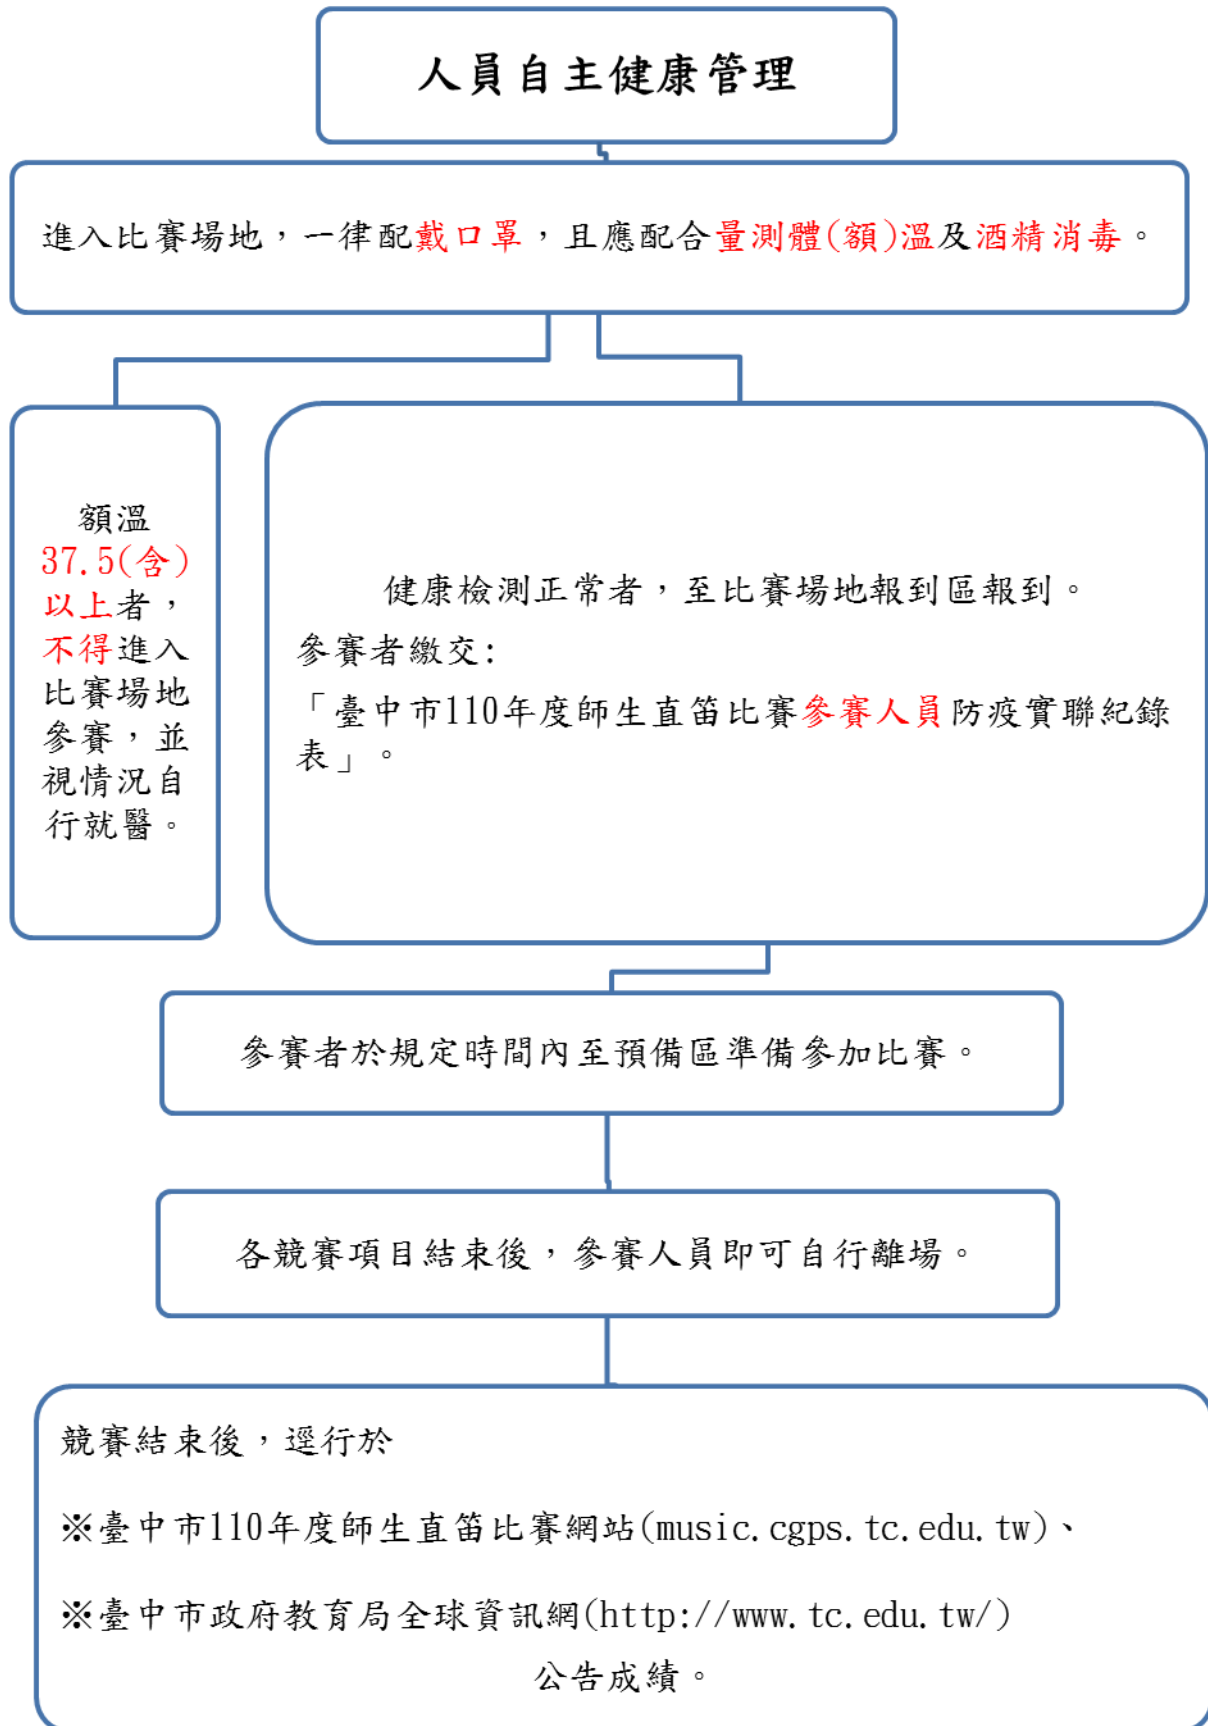 人員自主健康管理
進入比賽場地，一律配戴口罩，且應配合量測體(額)溫及酒精消毒。
額溫
37.5(含)
以上者，
不得進入
比賽場地
參賽，並
視情況自
行就醫。
健康檢測正常者，至比賽場地報到區報到。
參賽者繳交:
「臺中市110年度師生直笛比賽參賽人員防疫實聯紀錄
表」。
參賽者於規定時間內至預備區準備參加比賽。
各競賽項目結束後，參賽人員即可自行離場。
競賽結束後，逕行於
※臺中市110年度師生直笛比賽網站(music.cgps.tc.edu.tw)、
※臺中市政府教育局全球資訊網(http://www.tc.edu.tw/)
公告成績。